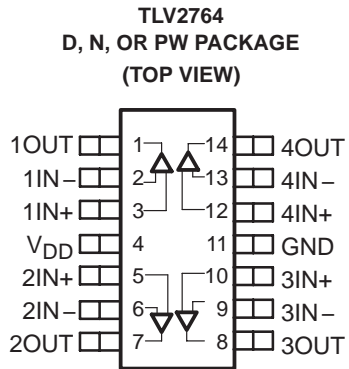 TLV2764
D, N, OR PW PACKAGE
(TOP VIEW)
1OUT 1 14 4OUT
1IN− 2 13 4IN−
1IN+ 3 12 4IN+
VDD 4 11 GND
2IN+ 5 10 3IN+
2IN− 6 9 3IN−
2OUT 7 8 3OUT